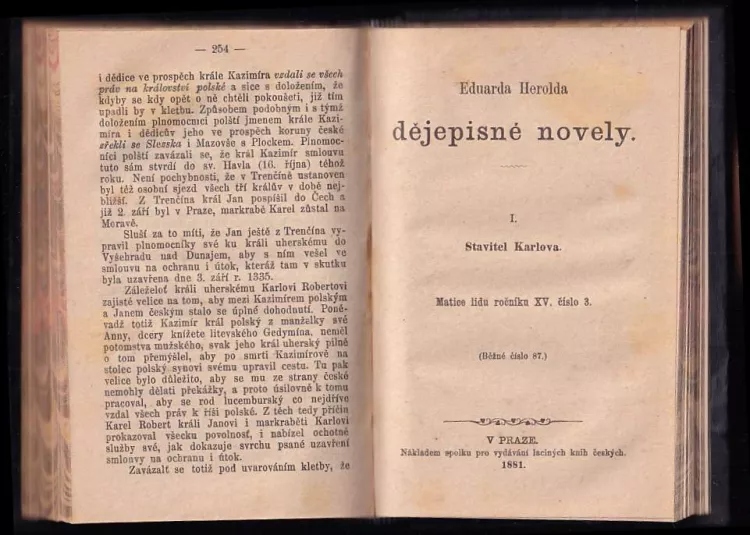 — 254 —
i dědice ve prospěch krále Kazimíra vzdali se všech
práv na království polské a sice s doložením, že
kdyby se kdy opět o ně chtěli pokoušeti, již tím
upadli by v kletbu. Způsobem podobným i s týmž
doložením plnomocníci polští jmenem krále Kazi-
míra i dědicův jeho ve prospěch koruny české
zřekli se Slezska i Mazovše s Plockem. Plnomoc-
níci polští zavázali se, že král Kazimír smlouvu
tuto sám stvrdí do sv. Havla (16. října) téhož
roku. Není pochybnosti, že v Trenčíně ustanoven
byl též osobní sjezd všech tří králův v době nej-
bližší. Z Trenčína král Jan pospíšil do Čech a
již 2. září byl v Praze, markrabě Karel zůstal na
Moravě.
Sluší za to míti, že Jan ještě z Trenčína vy-
pravil plnomocníky své ku králi uherskému do
Vyšehradu nad Dunajem, aby s ním vešel ve
smlouvu na ochranu i útok, kteráž tam v skutku
byla uzavřena dne 3. září r. 1335.
Záleželoť králi uherskému Karlovi Robertovi
zajisté velice na tom, aby mezi Kazimírem polským
a Janem českým stalo se úplné dohodnutí. Poně-
vadž totiž Kazimír král polský z manželky své
Anny, dcery knížete litevského Gedymína, neměl
potomstva mužského, svak jeho král uherský pilně
o tom přemýšlel, aby po smrti Kazimírově na
stolec polský synovi svému upravil cestu. Tu pak
velice bylo důležito, aby se mu ze strany české
nemohly dělati překážky, a proto úsilovně k tomu
pracoval, aby se rod lucemburský co nejdříve
vzdal všech práv k říši polské. Z těch tedy příčin
Karel Robert králi Janovi i markraběti Karlovi
prokazoval všecku povolnosť, i nabízel ochotně
služby své, jak dokazuje svrchu psané uzavření
smlouvy na ochranu i útok.
Zavázalť se totiž pod uvarováním kletby, že
Eduarda Herolda
dějepisné novely.
I.
Stavitel Karlova.
Matice lidu ročníku XV. číslo 3.
(Běžné číslo 87.)
V PRAZE.
Nákladem spolku pro vydávání laciných knih českých.
1881.